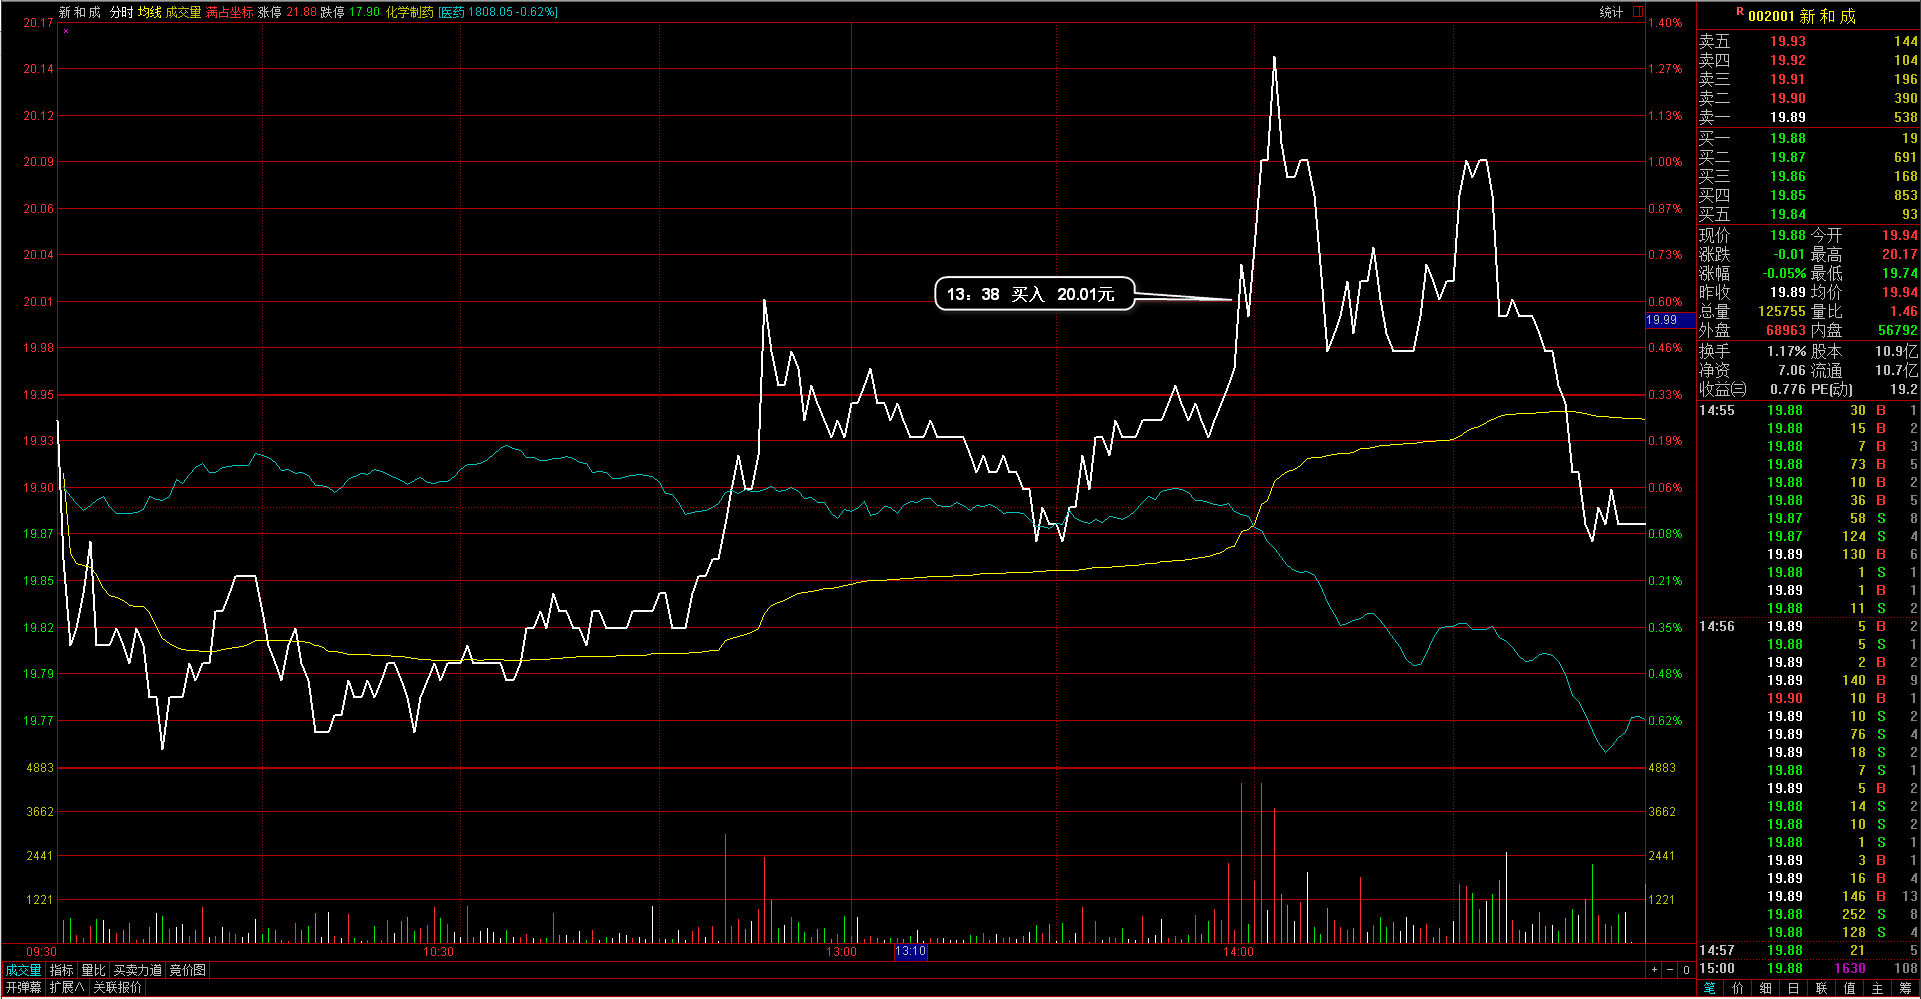 新和成 分时 均线 成交量 满占坐标 涨停 21.88 跌停 17.90 化学制药 [医药 1808.05 -0.62%]
统计
20.17
20.14
20.12
20.09
20.06
20.04
20.01
19.98
19.95
19.93
19.90
19.87
19.85
19.82
19.79
19.77
4883
3662
2441
1221
13：38 买入 20.01元
1.40%
1.27%
1.13%
1.00%
0.87%
0.73%
0.60%
19.99
0.46%
0.33%
0.19%
0.06%
0.08%
0.21%
0.35%
0.48%
0.62%
4883
3662
2441
1221
09:30 10:30 13:00 13:10 14:00
成交量 指标 量比 买卖力道 竞价图
+ - 0
开弹幕 扩展∧ 关联报价
R 002001 新和成
卖五 19.93 144
卖四 19.92 104
卖三 19.91 196
卖二 19.90 390
卖一 19.89 538
买一 19.88 19
买二 19.87 691
买三 19.86 168
买四 19.85 853
买五 19.84 93
现价 19.88 今开 19.94
涨跌 -0.01 最高 20.17
涨幅 -0.05% 最低 19.74
昨收 19.89 均价 19.94
总量 125755 量比 1.46
外盘 68963 内盘 56792
换手 1.17% 股本 10.9亿
净资 7.06 流通 10.7亿
收益㈢ 0.776 PE(动) 19.2
14:55 19.88 30 B 1
19.88 15 B 2
19.88 7 B 3
19.88 73 B 5
19.88 10 B 2
19.88 36 B 5
19.87 58 S 8
19.87 124 S 4
19.89 130 B 6
19.88 1 S 1
19.89 1 B 1
19.88 11 S 2
14:56 19.89 5 B 2
19.88 5 S 1
19.89 2 B 2
19.89 140 B 9
19.90 10 B 1
19.89 10 S 2
19.89 76 S 4
19.89 18 S 2
19.88 7 S 1
19.89 5 B 2
19.88 14 S 2
19.88 10 S 2
19.88 1 S 1
19.89 3 B 1
19.89 16 B 4
19.89 146 B 13
19.88 252 S 8
19.88 128 S 4
14:57 19.88 21 5
15:00 19.88 1630 108
笔 价 细 日 联 值 主 筹